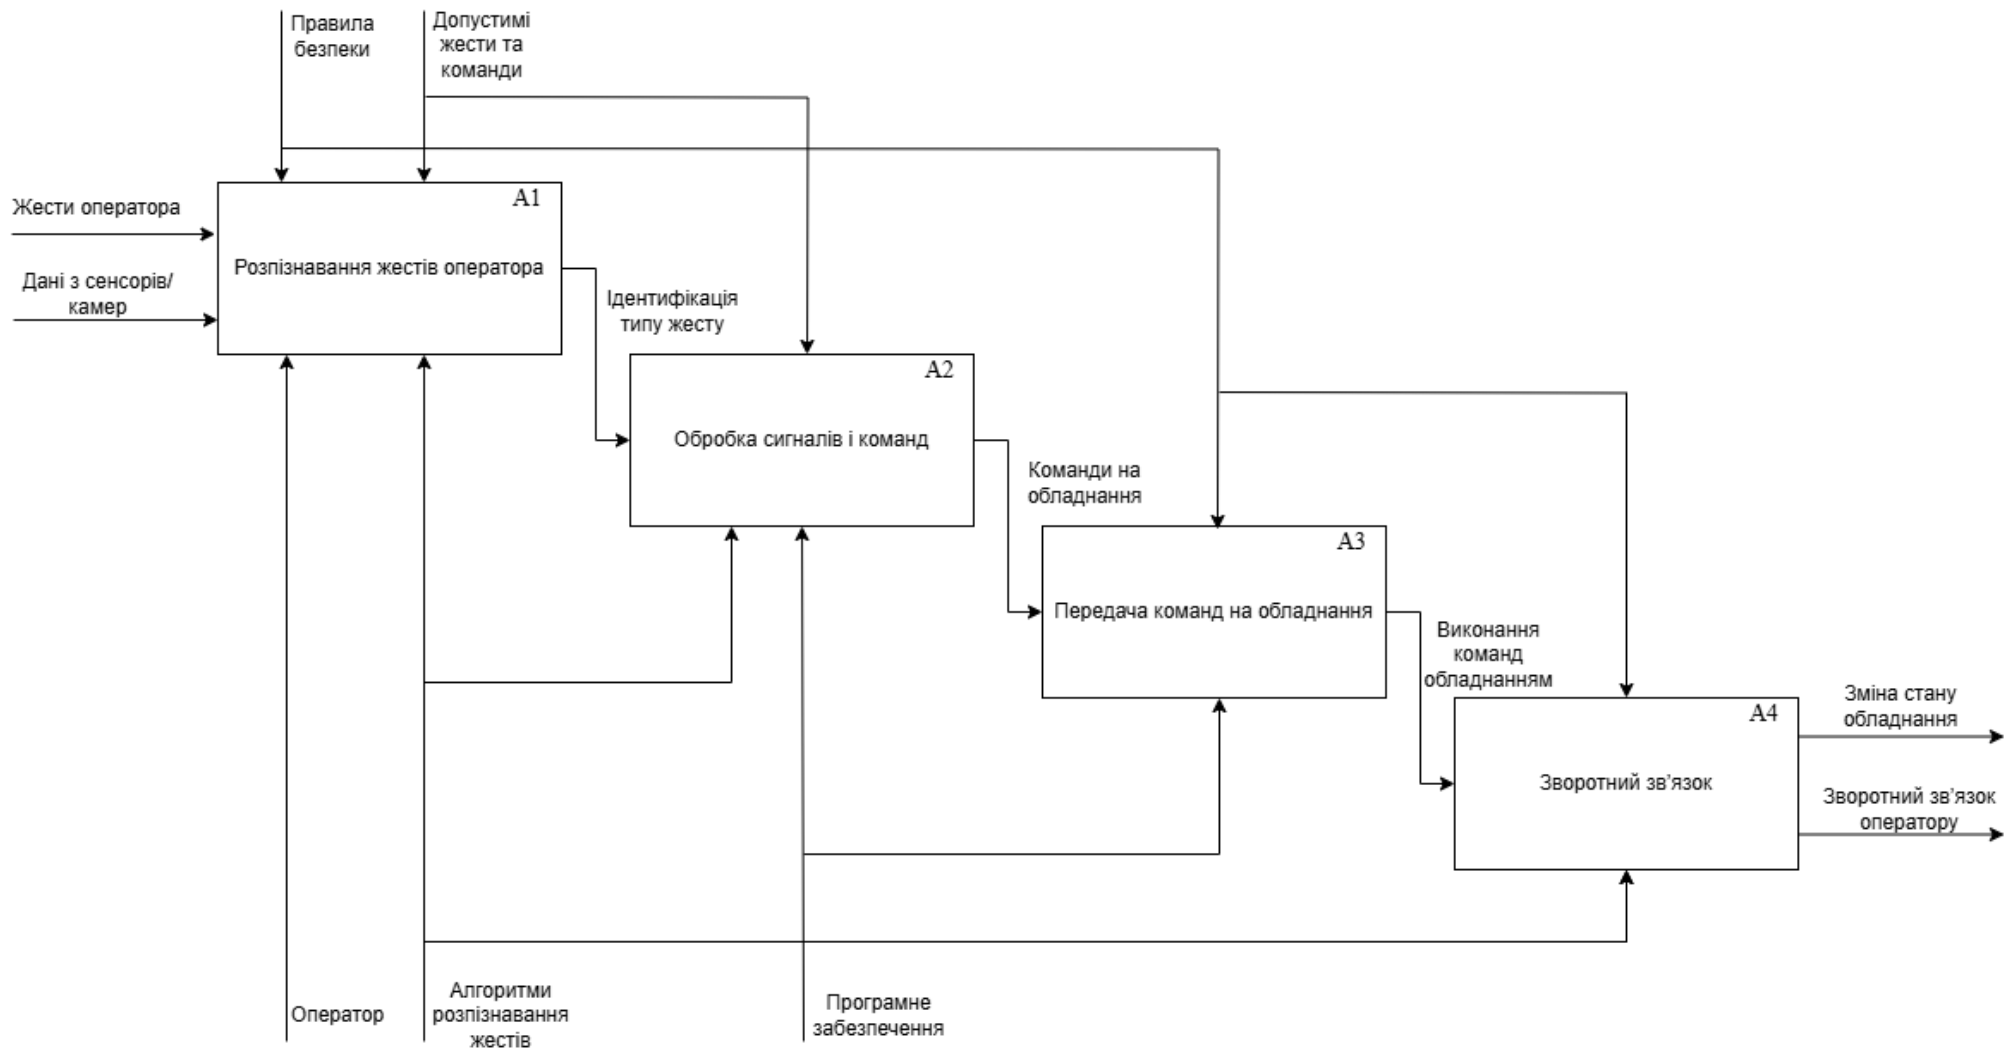 Правила
безпеки
Допустимі
жести та
команди
Жести оператора
Дані з сенсорів/
камер
A1
Розпізнавання жестів оператора
Ідентифікація
типу жесту
A2
Обробка сигналів і команд
Команди на
обладнання
A3
Передача команд на обладнання
Виконання
команд
обладнанням
A4
Зворотний зв'язок
Зміна стану
обладнання
Зворотний зв'язок
оператору
Оператор
Алгоритми
розпізнавання
жестів
Програмне
забезпечення